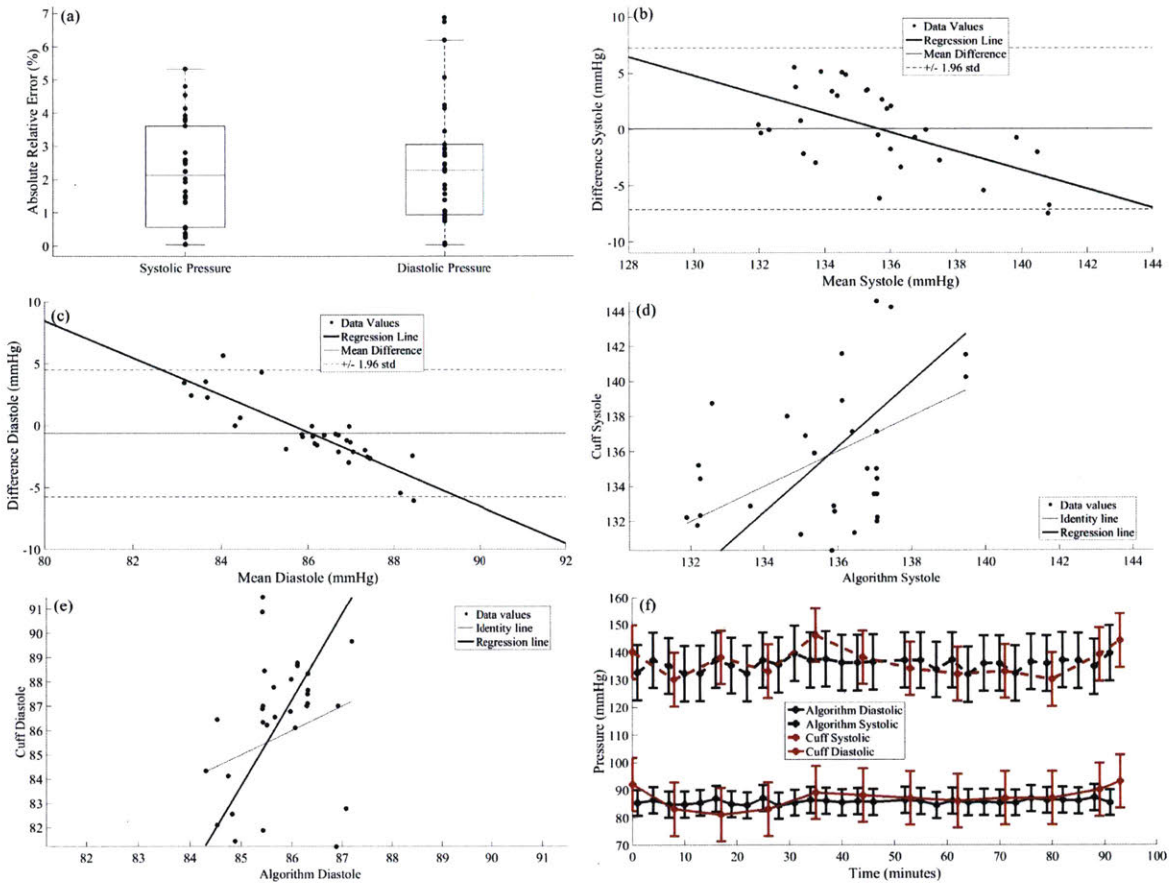 (a)
Absolute Relative Error (%)
7
6
5
4
3
2
1
0
Systolic Pressure
Diastolic Pressure
(b)
Data Values
Regression Line
Mean Difference
+/- 1.96 std
Difference Systole (mmHg)
10
5
0
-5
-10
128 130 132 134 136 138 140 142 144
Mean Systole (mmHg)
(c)
Data Values
Regression Line
Mean Difference
+/- 1.96 std
Difference Diastole (mmHg)
10
5
0
-5
-10
80 82 84 86 88 90 92
Mean Diastole (mmHg)
(d)
Cuff Systole
144
142
140
138
136
134
132
Data values
Identity line
Regression line
132 134 136 138 140 142 144
Algorithm Systole
(e)
Data values
Identity line
Regression line
Cuff Diastole
91
90
89
88
87
86
85
84
83
82
82 83 84 85 86 87 88 89 90 91
Algorithm Diastole
(f)
Pressure (mmHg)
160
150
140
130
120
110
100
90
80
70
Algorithm Diastolic
Algorithm Systolic
Cuff Systolic
Cuff Diastolic
0 10 20 30 40 50 60 70 80 90 100
Time (minutes)